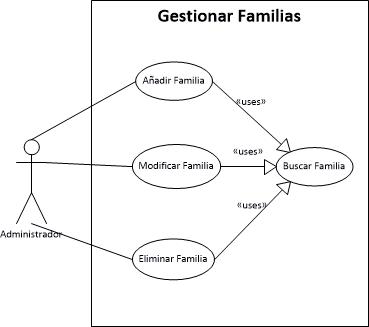 Gestionar Familias
Añadir Familia
«uses»
Modificar Familia
«uses»
Buscar Familia
«uses»
Administrador
Eliminar Familia